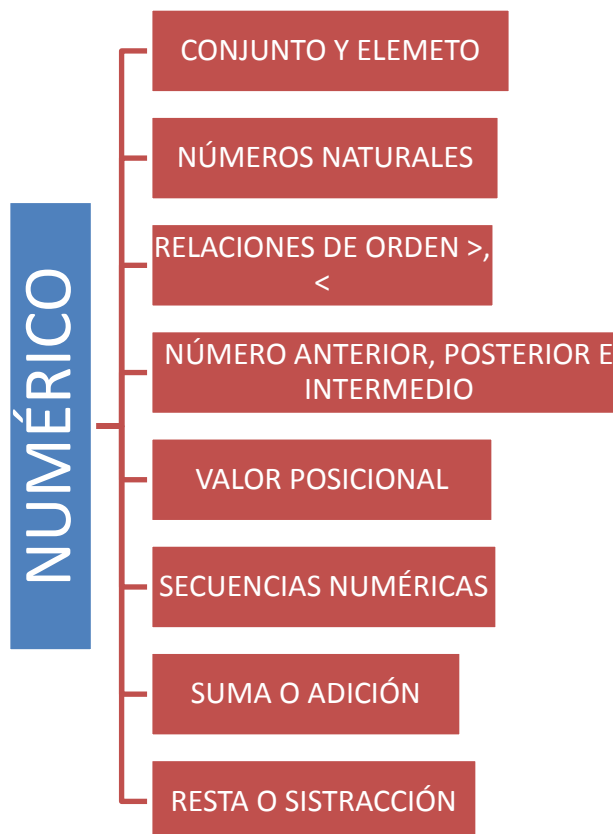 NUMÉRICO
CONJUNTO Y ELEMETO
NÚMEROS NATURALES
RELACIONES DE ORDEN >,
<
NÚMERO ANTERIOR, POSTERIOR E
INTERMEDIO
VALOR POSICIONAL
SECUENCIAS NUMÉRICAS
SUMA O ADICIÓN
RESTA O SISTRACCIÓN